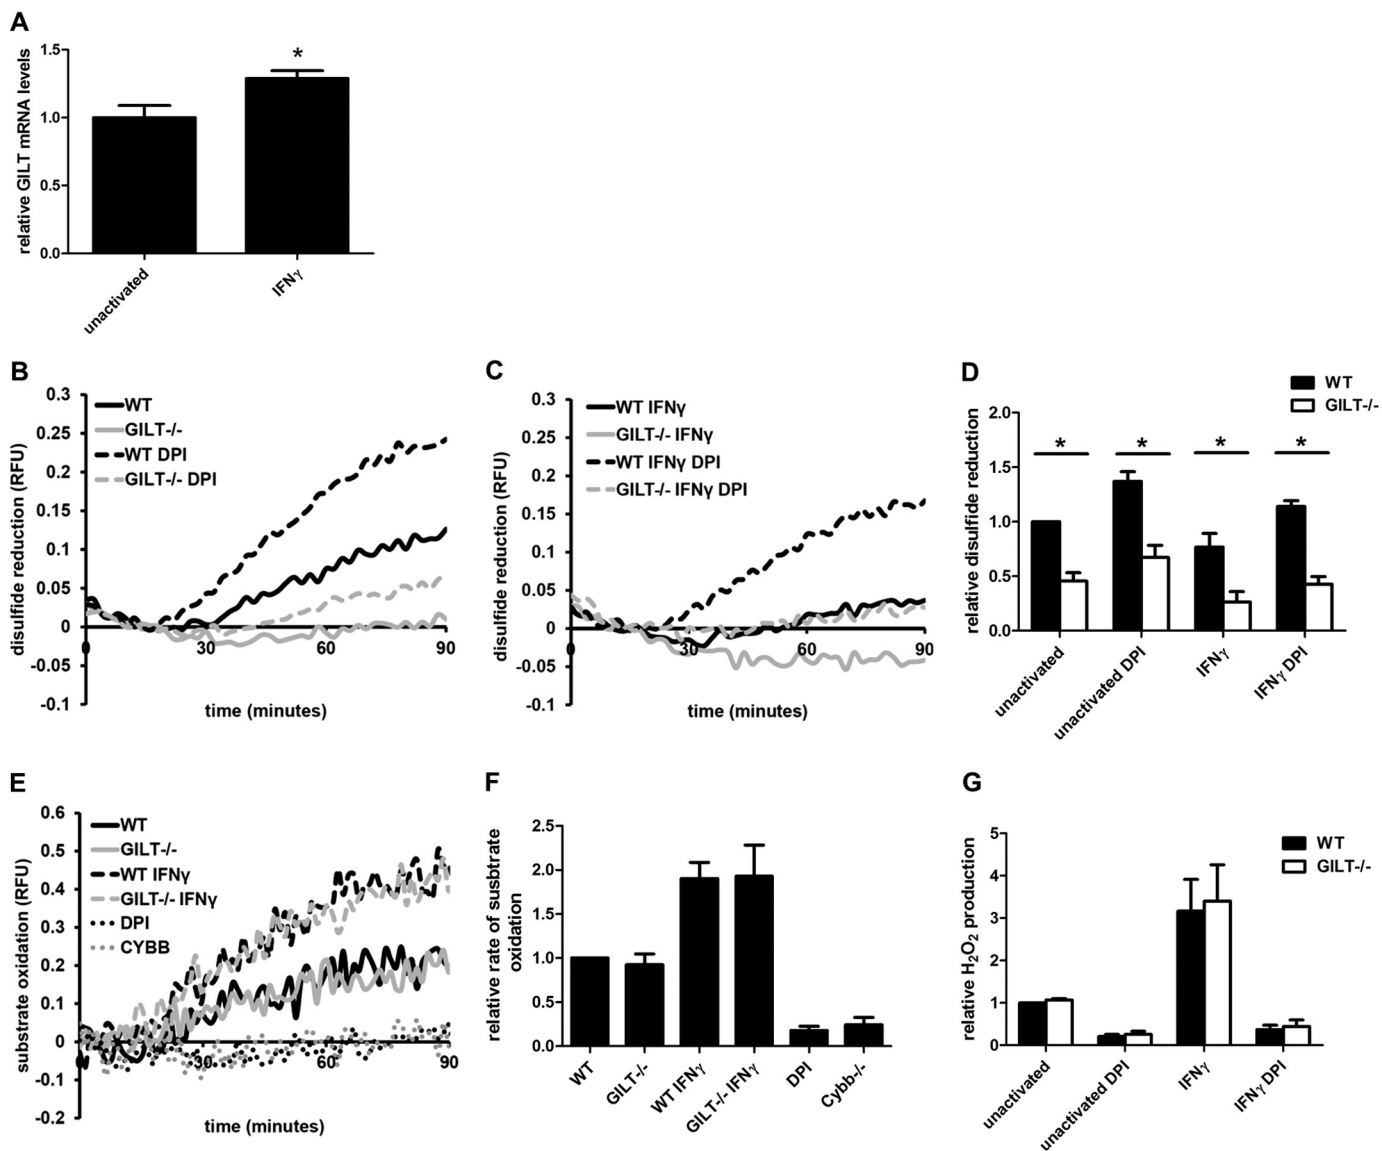 A
relative GILT mRNA levels
1.5
1.0
0.5
0.0
*
unactivated
IFNγ
B
disulfide reduction (RFU)
0.3
0.25
0.2
0.15
0.1
0.05
0
-0.05
-0.1
WT
GILT-/-
WT DPI
GILT-/- DPI
0
30
60
90
time (minutes)
C
disulfide reduction (RFU)
0.3
0.25
0.2
0.15
0.1
0.05
0
-0.05
-0.1
WT IFNγ
GILT-/- IFNγ
WT IFNγ DPI
GILT-/- IFNγ DPI
0
30
60
90
time (minutes)
D
WT
GILT-/-
relative disulfide reduction
2.0
1.5
1.0
0.5
0.0
* * * *
unactivated
unactivated DPI
IFNγ
IFNγ DPI
E
substrate oxidation (RFU)
0.6
0.5
0.4
0.3
0.2
0.1
0
-0.1
-0.2
WT
GILT-/-
WT IFNγ
GILT-/- IFNγ
DPI
CYBB
0
30
60
90
time (minutes)
F
relative rate of susbtrate
oxidation
2.5
2.0
1.5
1.0
0.5
0.0
WT
GILT-/-
WT IFNγ
GILT-/- IFNγ
DPI
Cybb-/-
G
WT
GILT-/-
relative H₂O₂ production
5
4
3
2
1
0
unactivated
unactivated DPI
IFNγ
IFNγ DPI